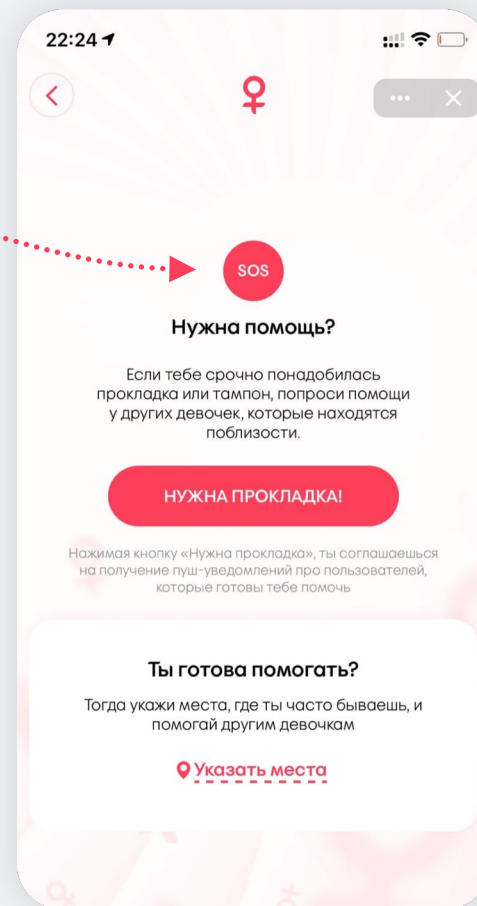 22:24
SOS
Нужна помощь?
Если тебе срочно понадобилась
прокладка или тампон, попроси помощи
у других девочек, которые находятся
поблизости.
НУЖНА ПРОКЛАДКА!
Нажимая кнопку «Нужна прокладка», ты соглашаешься
на получение пуш-уведомлений про пользователей,
которые готовы тебе помочь
Ты готова помогать?
Тогда укажи места, где ты часто бываешь, и
помогай другим девочкам
Указать места